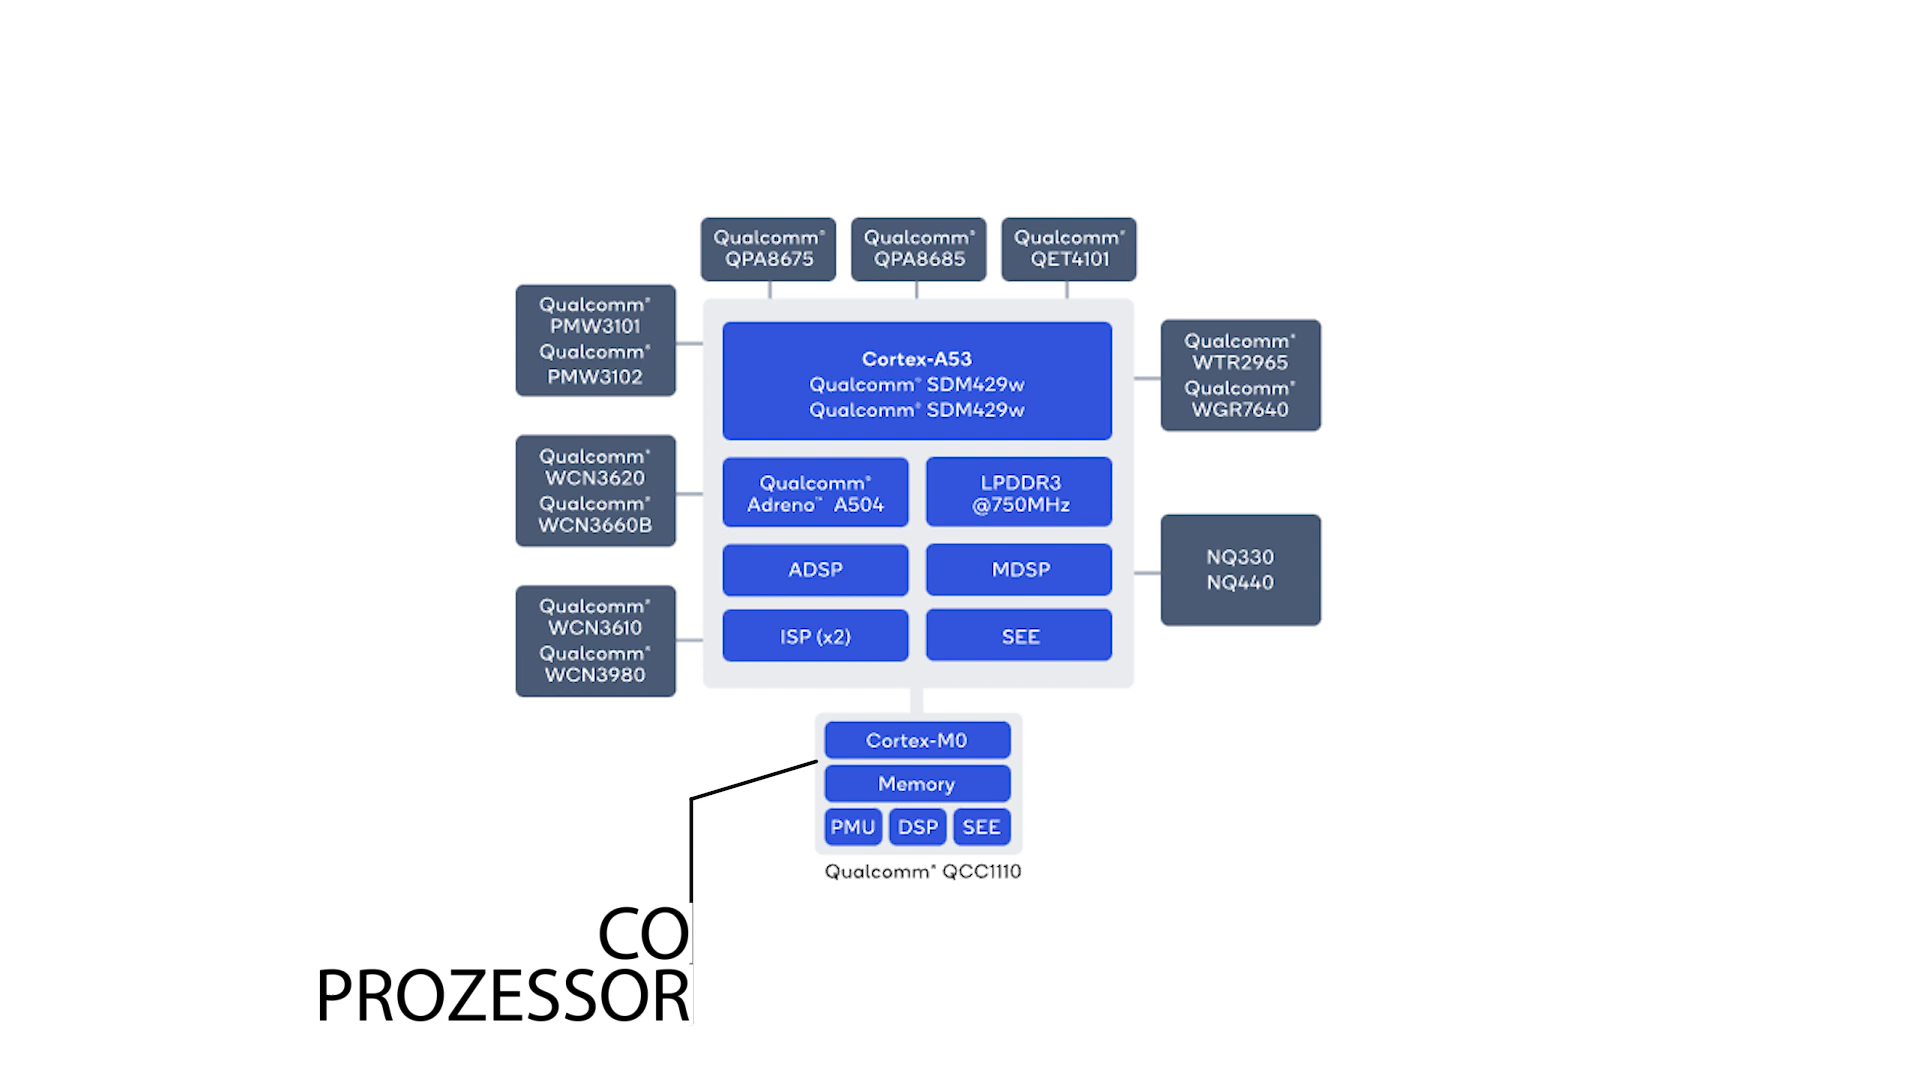 Qualcomm®
QPA8675
Qualcomm®
QPA8685
Qualcomm®
QET4101
Qualcomm®
PMW3101
Qualcomm®
PMW3102
Qualcomm®
WCN3620
Qualcomm®
WCN3660B
Qualcomm®
WCN3610
Qualcomm®
WCN3980
Cortex-A53
Qualcomm® SDM429w
Qualcomm® SDM429w
Qualcomm®
Adreno™ A504
LPDDR3
@750MHz
ADSP
MDSP
ISP (x2)
SEE
Qualcomm®
WTR2965
Qualcomm®
WGR7640
NQ330
NQ440
Cortex-M0
Memory
PMU
DSP
SEE
Qualcomm® QCC1110
CO
PROZESSOR